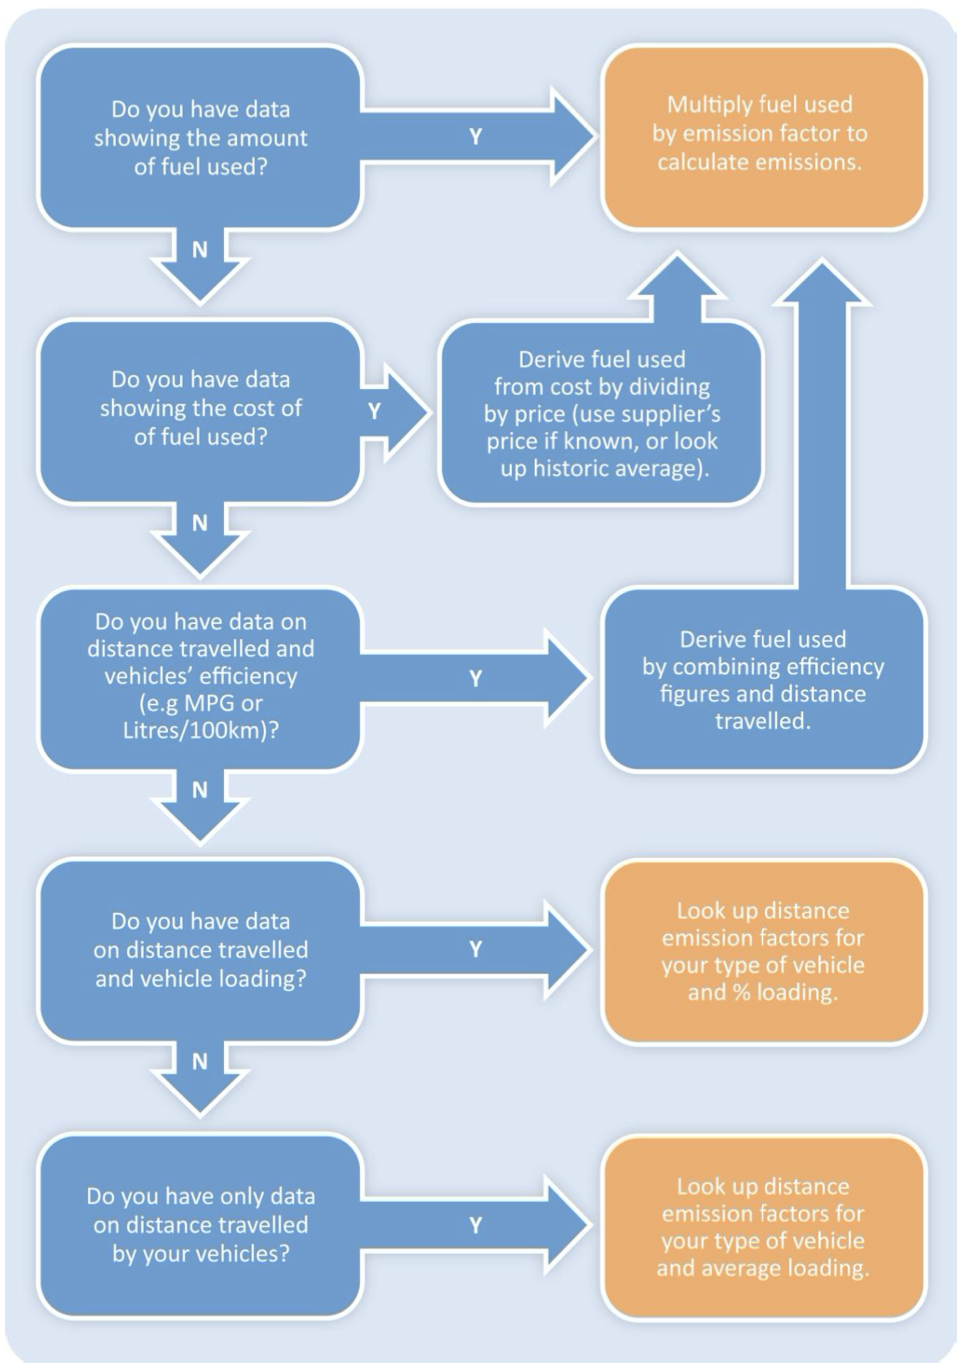 Do you have data
showing the amount
of fuel used?
Y
Multiply fuel used
by emission factor to
calculate emissions.
N
Do you have data
showing the cost of
of fuel used?
Y
Derive fuel used
from cost by dividing
by price (use supplier’s
price if known, or look
up historic average).
N
Do you have data on
distance travelled and
vehicles’ efficiency
(e.g MPG or
Litres/100km)?
Y
Derive fuel used
by combining efficiency
figures and distance
travelled.
N
Do you have data
on distance travelled
and vehicle loading?
Y
Look up distance
emission factors for
your type of vehicle
and % loading.
N
Do you have only data
on distance travelled
by your vehicles?
Y
Look up distance
emission factors for
your type of vehicle
and average loading.